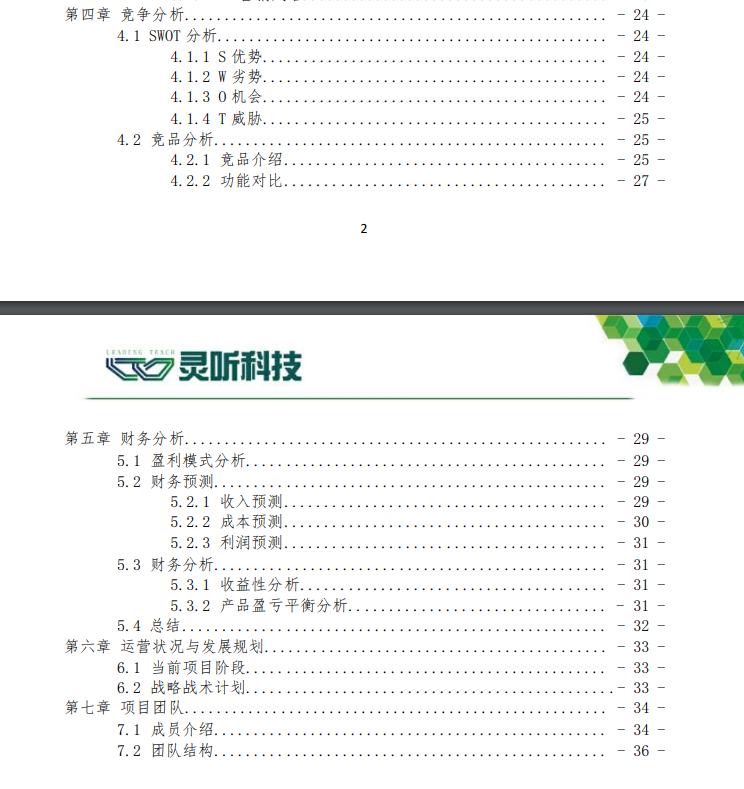 第四章 竞争分析..................................................... - 24 -
4.1 SWOT 分析................................................. - 24 -
4.1.1 S 优势........................................... - 24 -
4.1.2 W 劣势........................................... - 24 -
4.1.3 O 机会........................................... - 24 -
4.1.4 T 威胁........................................... - 25 -
4.2 竞品分析................................................. - 25 -
4.2.1 竞品介绍........................................ - 25 -
4.2.2 功能对比........................................ - 27 -
2
LEADING TEACH
灵听科技
第五章 财务分析..................................................... - 29 -
5.1 盈利模式分析............................................. - 29 -
5.2 财务预测................................................. - 29 -
5.2.1 收入预测........................................ - 29 -
5.2.2 成本预测........................................ - 30 -
5.2.3 利润预测........................................ - 31 -
5.3 财务分析................................................. - 31 -
5.3.1 收益性分析...................................... - 31 -
5.3.2 产品盈亏平衡分析................................ - 31 -
5.4 总结..................................................... - 32 -
第六章 运营状况与发展规划........................................... - 33 -
6.1 当前项目阶段............................................. - 33 -
6.2 战略战术计划..............................................- 33 -
第七章 项目团队..................................................... - 34 -
7.1 成员介绍................................................. - 34 -
7.2 团队结构................................................. - 36 -